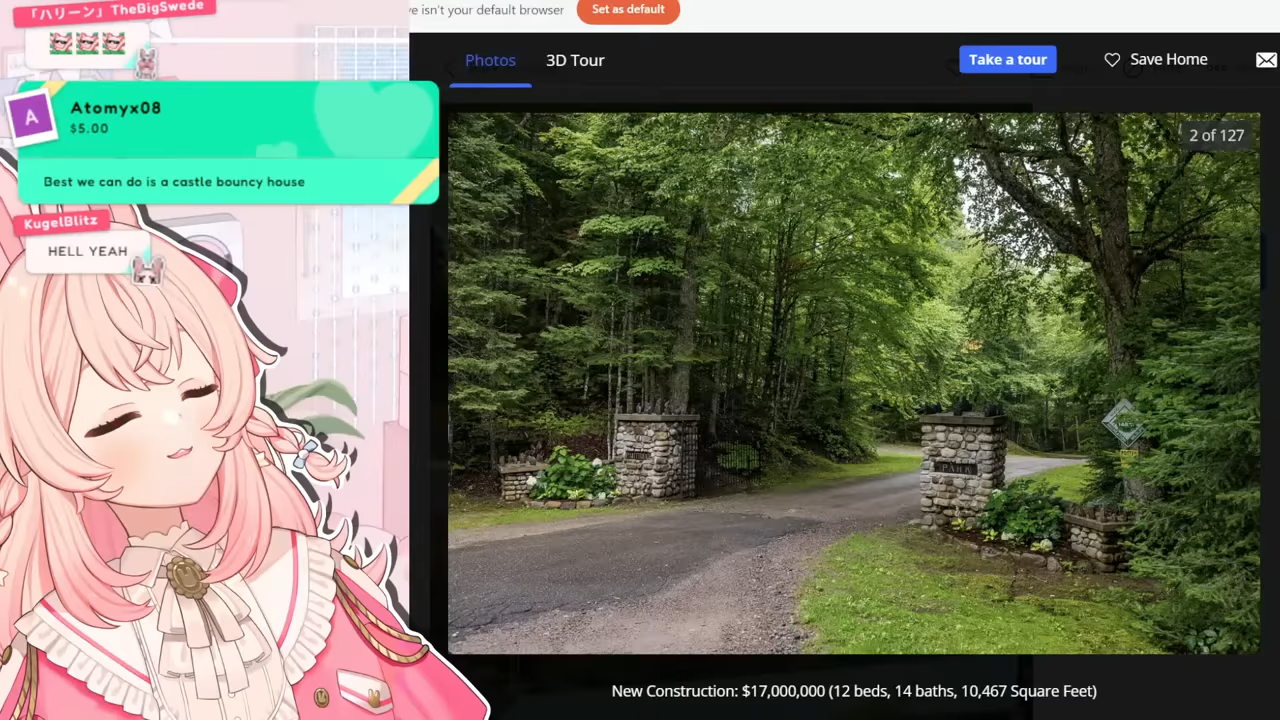 「ハリーン」TheBigSwede
A
Atomyx08
$5.00
Best we can do is a castle bouncy house
KugelBlitz
HELL YEAH
ve isn't your default browser
Set as default
Photos
3D Tour
Take a tour
Save Home
2 of 127
PARK
New Construction: $17,000,000 (12 beds, 14 baths, 10,467 Square Feet)